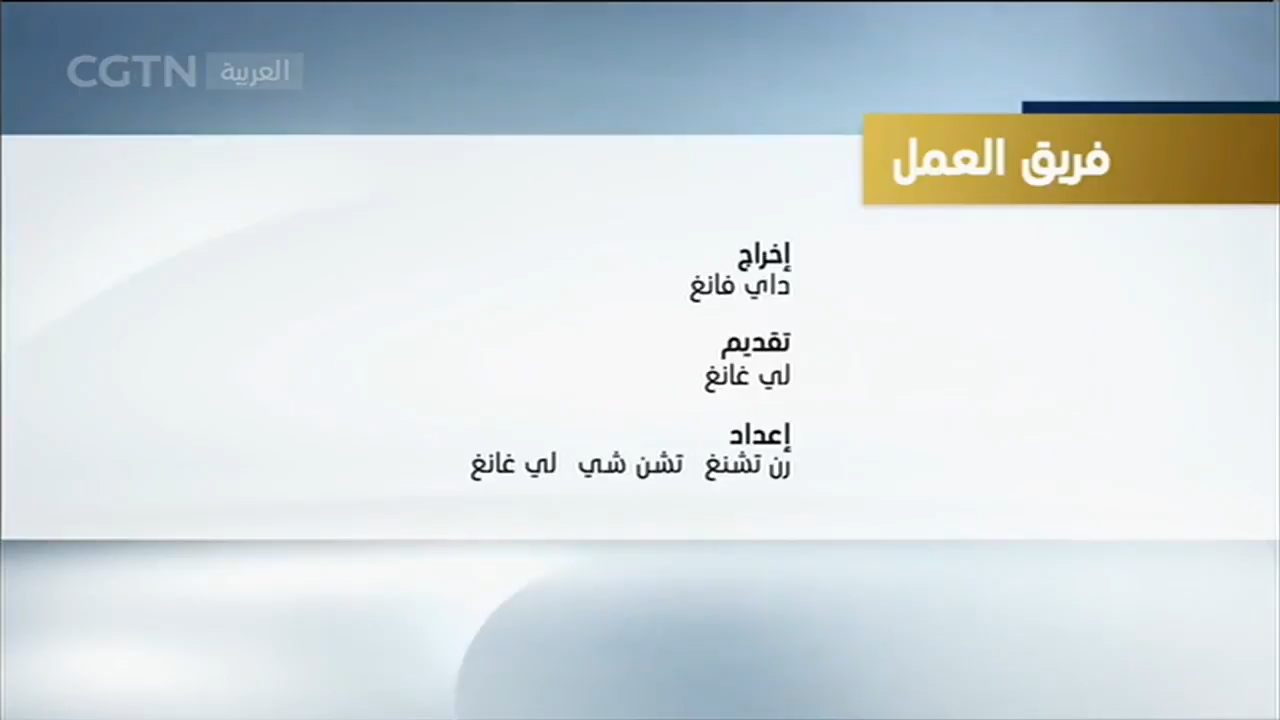 CGTN العربية
فريق العمل
إخراج
داي فانغ
تقديم
لي غانغ
إعداد
رن تشنغ تشن شي لي غانغ